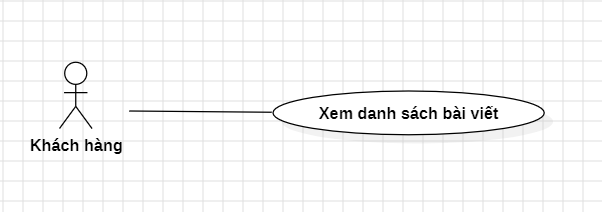 Xem danh sách bài viết
Khách hàng